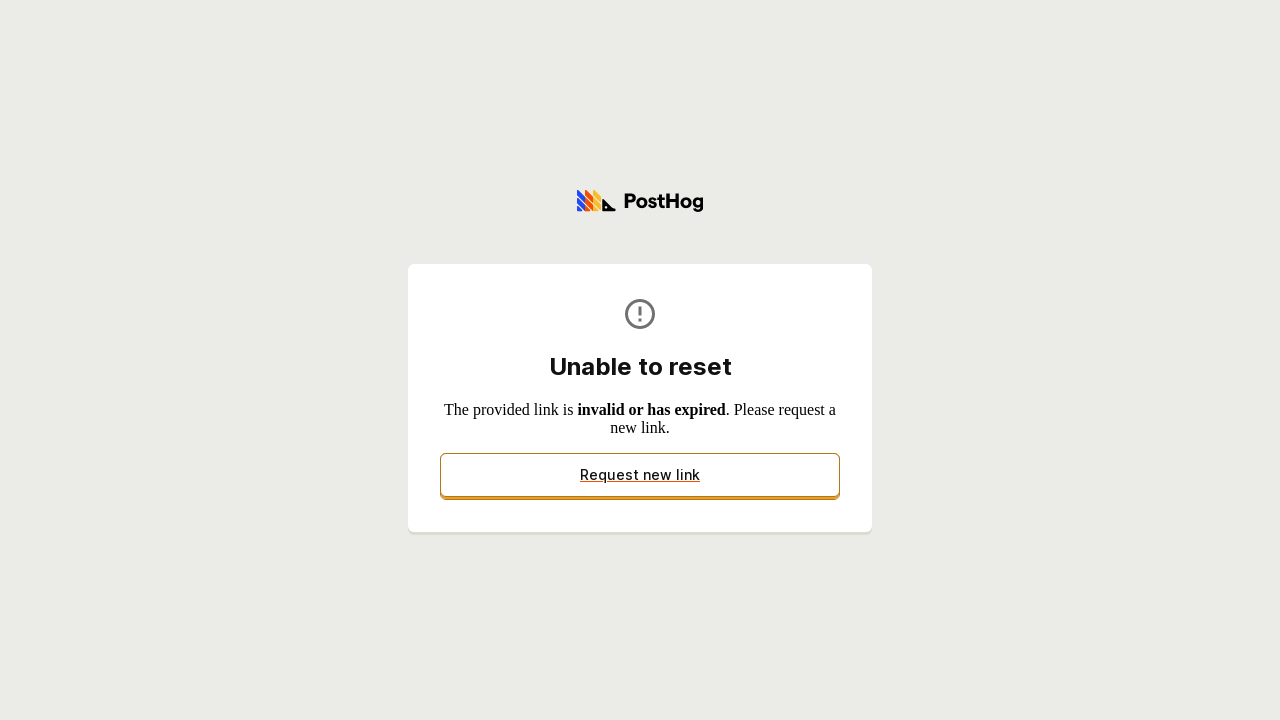 PostHog
Unable to reset
The provided link is invalid or has expired. Please request a
new link.
Request new link